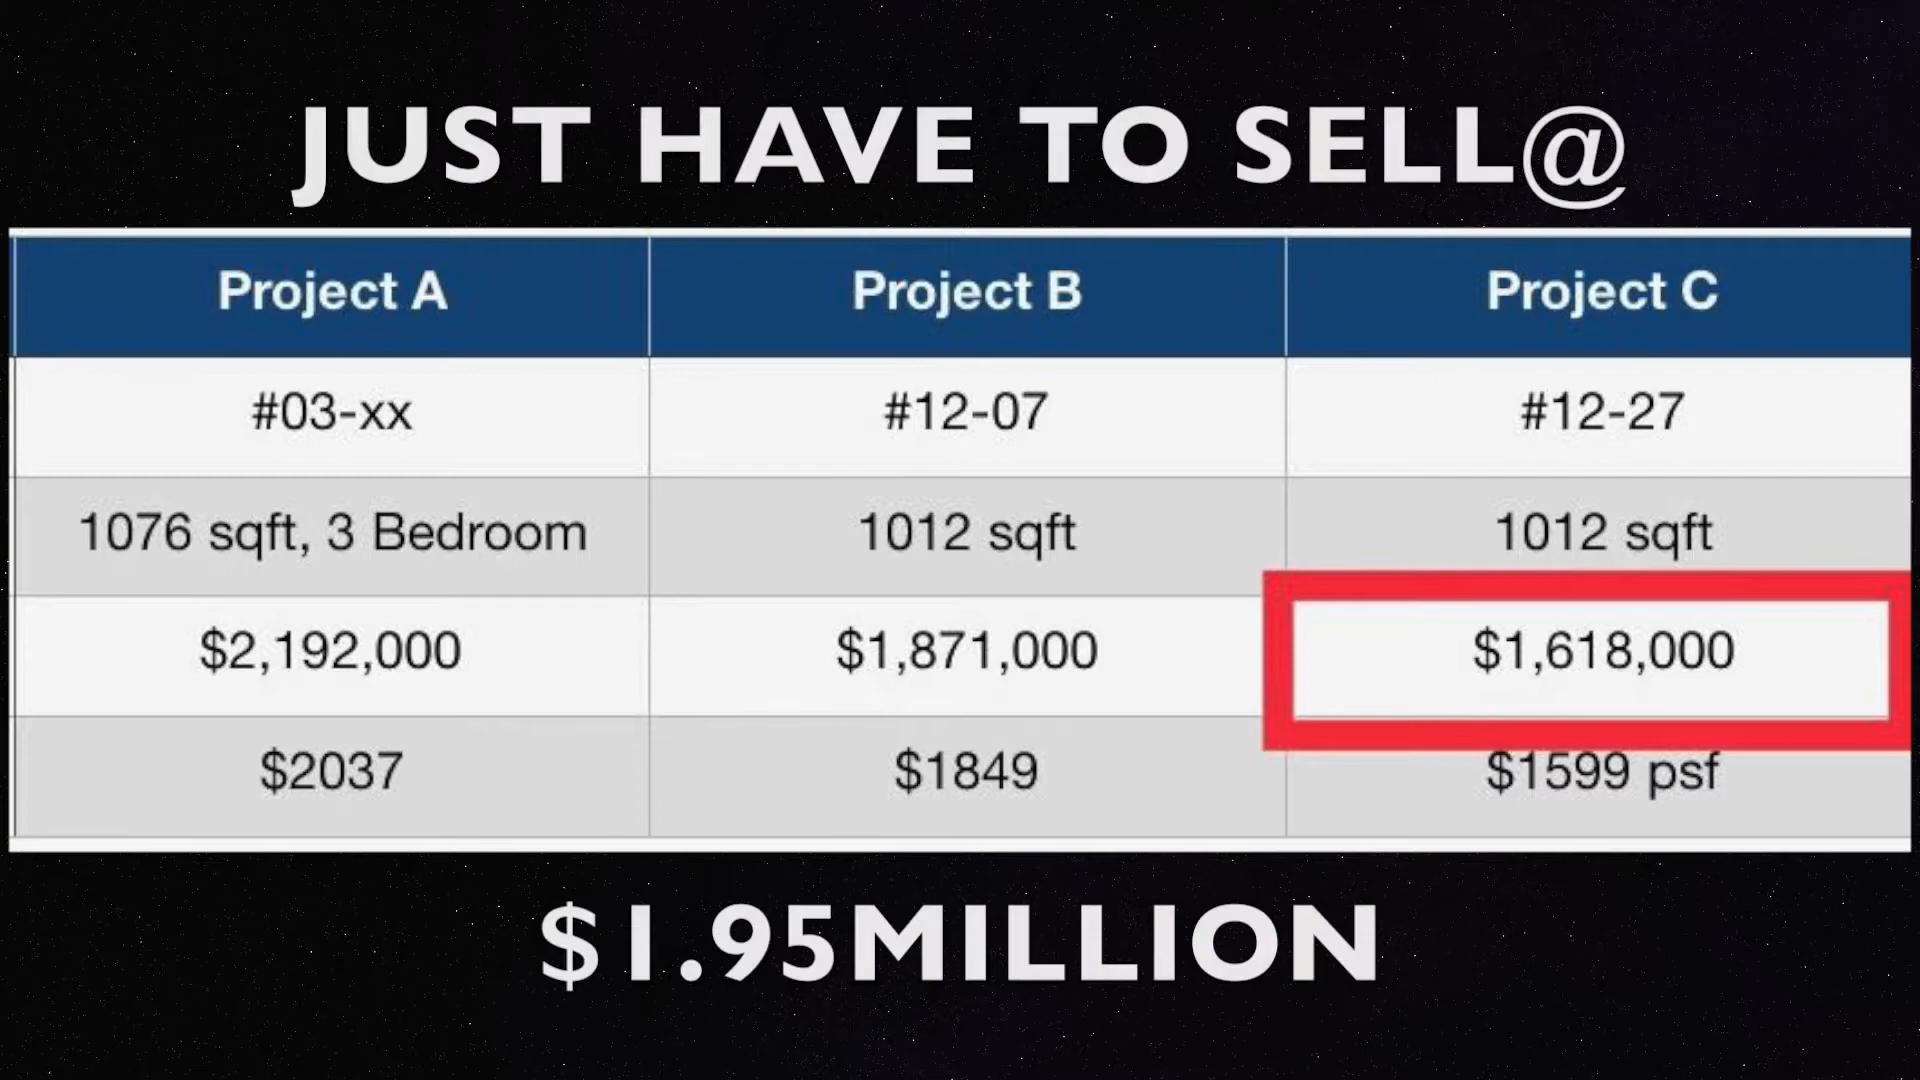 JUST HAVE TO SELL@
Project A Project B Project C
#03-xx #12-07 #12-27
1076 sqft, 3 Bedroom 1012 sqft 1012 sqft
$2,192,000 $1,871,000 $1,618,000
$2037 $1849 $1599 psf
$1.95MILLION